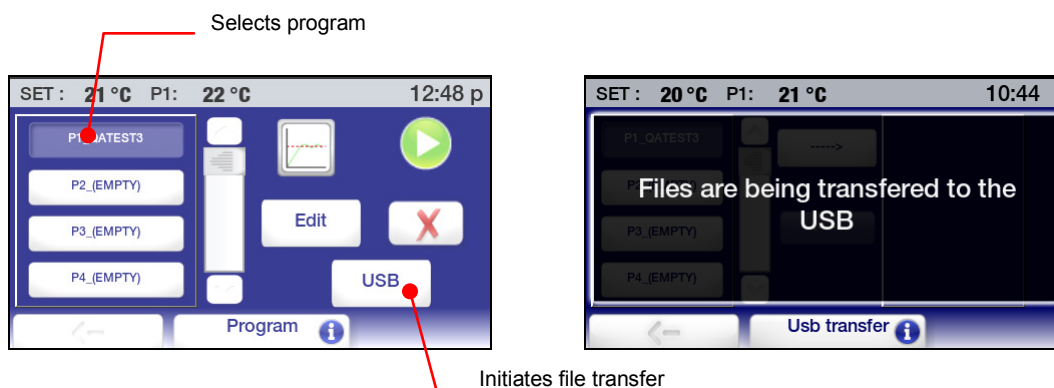 Selects program
SET : 21 °C P1: 22 °C 12:48 p
P1_QATEST3
P2_(EMPTY)
P3_(EMPTY)
P4_(EMPTY)
Edit
USB
Program
Initiates file transfer
SET : 20 °C P1: 21 °C 10:44
P1_QATEST3
----->
Files are being transfered to the
USB
P3_(EMPTY)
P4_(EMPTY)
Usb transfer